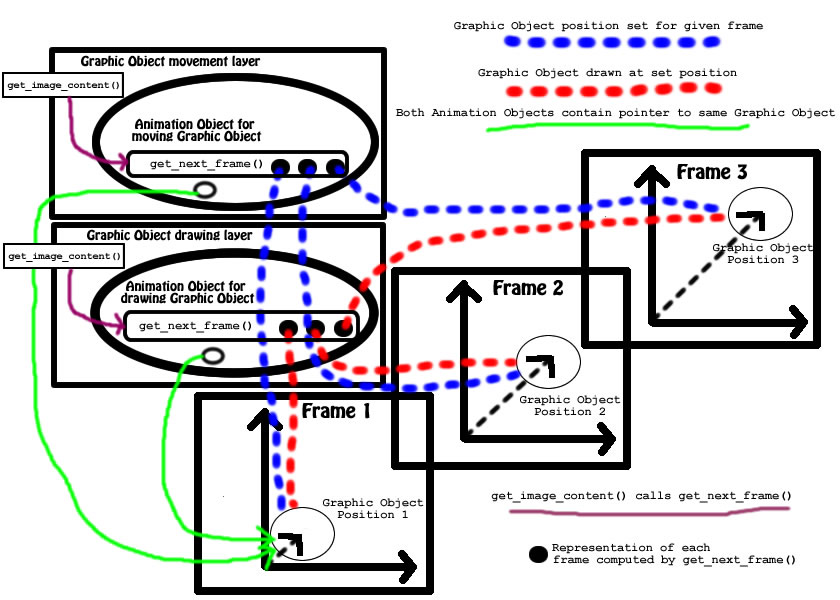 Graphic Object position set for given frame
Graphic Object drawn at set position
Both Animation Objects contain pointer to same Graphic Object
Graphic Object movement layer
get_image_content()
Animation Object for
moving Graphic Object
get_next_frame()
Graphic Object drawing layer
get_image_content()
Animation Object for
drawing Graphic Object
get_next_frame()
Frame 3
Graphic Object
Position 3
Frame 2
Graphic Object
Position 2
Frame 1
Graphic Object
Position 1
get_image_content() calls get_next_frame()
Representation of each
frame computed by get_next_frame()